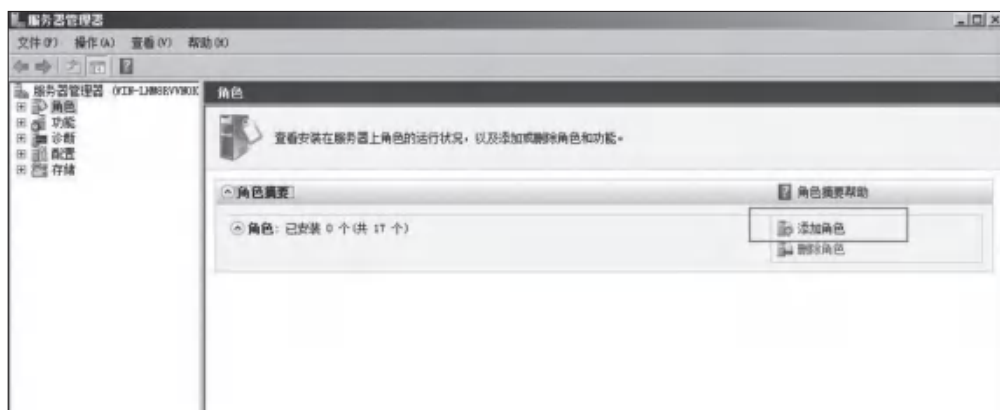 服务器管理器
文件(F) 操作(A) 查看(V) 帮助(H)
服务器管理器 (WIN-LHM8RVVNOK
角色
功能
诊断
配置
存储
角色
查看安装在服务器上角色的运行状况，以及添加或删除角色和功能。
角色摘要
角色摘要帮助
角色: 已安装 0 个(共 17 个)
添加角色
删除角色